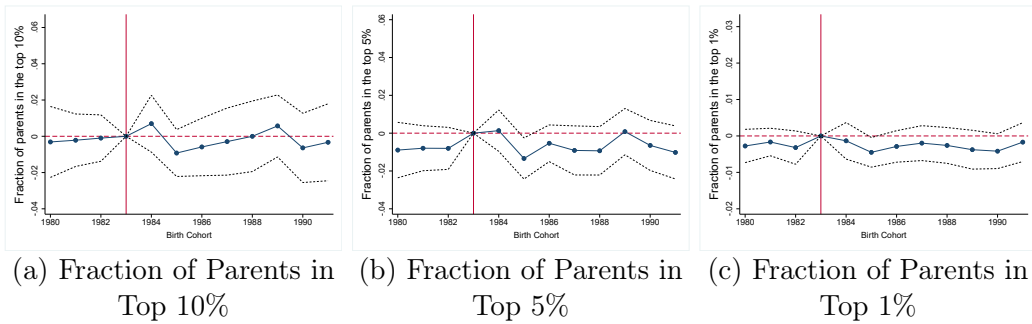 Fraction of parents in the top 10%
.06
.04
.02
0
-.02
-.04
1980 1982 1984 1986 1988 1990
Birth Cohort
(a) Fraction of Parents in
Top 10%
Fraction of parents in the top 5%
.06
.04
.02
0
-.02
-.04
1980 1982 1984 1986 1988 1990
Birth Cohort
(b) Fraction of Parents in
Top 5%
Fraction of parents in the top 1%
.03
.02
.01
0
-.01
-.02
1980 1982 1984 1986 1988 1990
Birth Cohort
(c) Fraction of Parents in
Top 1%